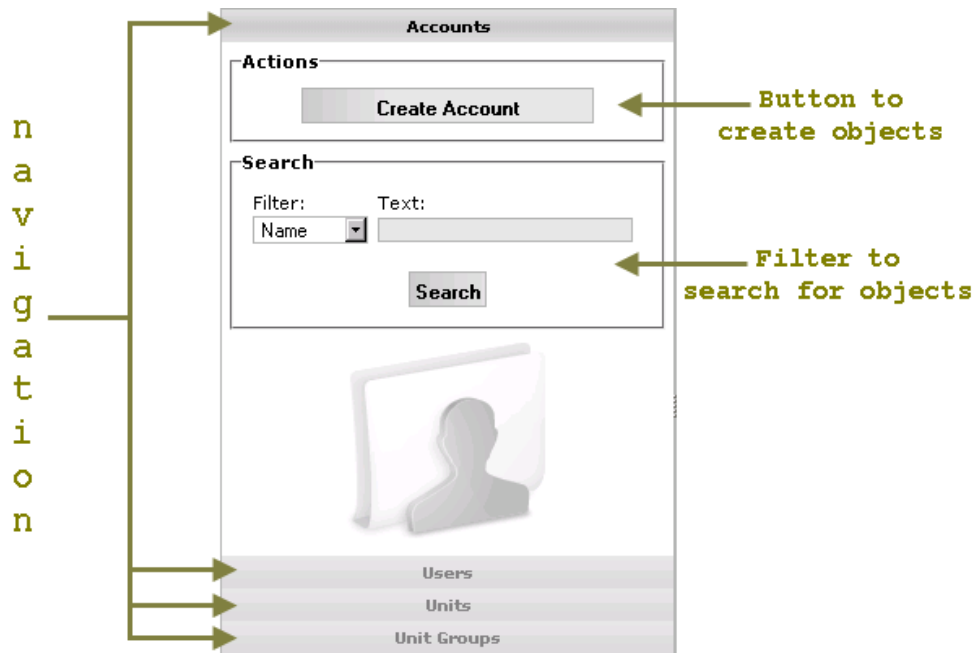 Accounts
Actions
Create Account
Button to
create objects
navigation
Search
Filter: Text:
Name
Filter to
search for objects
Search
Users
Units
Unit Groups